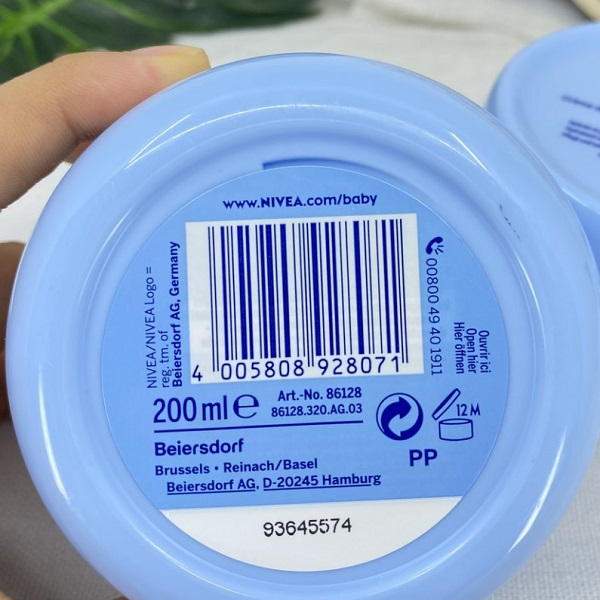 www.NIVEA.com/baby
NIVEA/NIVEA Logo =
reg. tm. of
Beiersdorf AG, Germany
4 005808 928071
00800 49 40 1911
Ouvrir ici
Open here
Hier öffnen
200 ml e
Art.-No. 86128
86128.320.AG.03
12 M
PP
Beiersdorf
Brussels • Reinach/Basel
Beiersdorf AG, D-20245 Hamburg
93645574